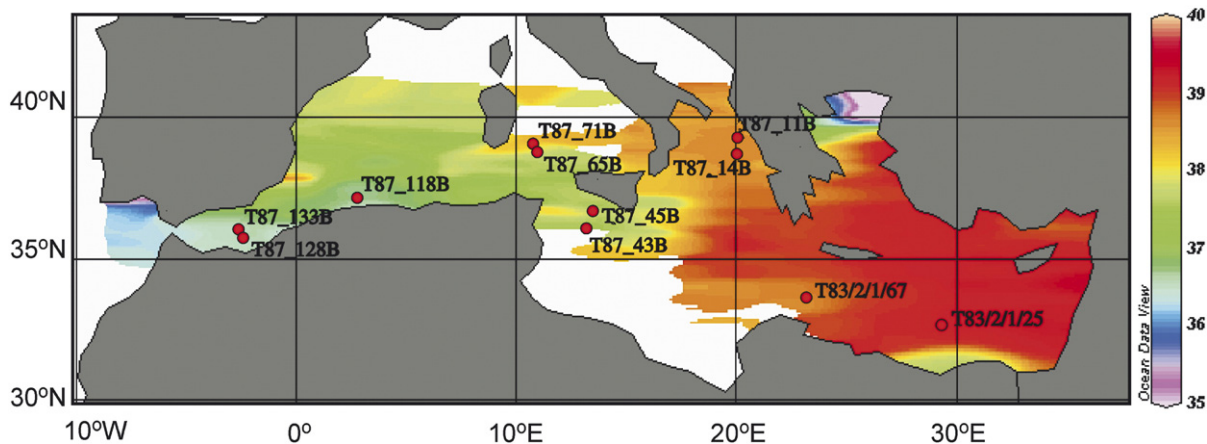 40
40°N
T87_71B
T87_11B
39
T87_65B
T87_14B
T87_118B
38
T87_133B
T87_45B
35°N
T87_128B
T87_43B
37
T83/2/1/67
T83/2/1/25
36
Ocean Data View
30°N
35
10°W
0°
10°E
20°E
30°E